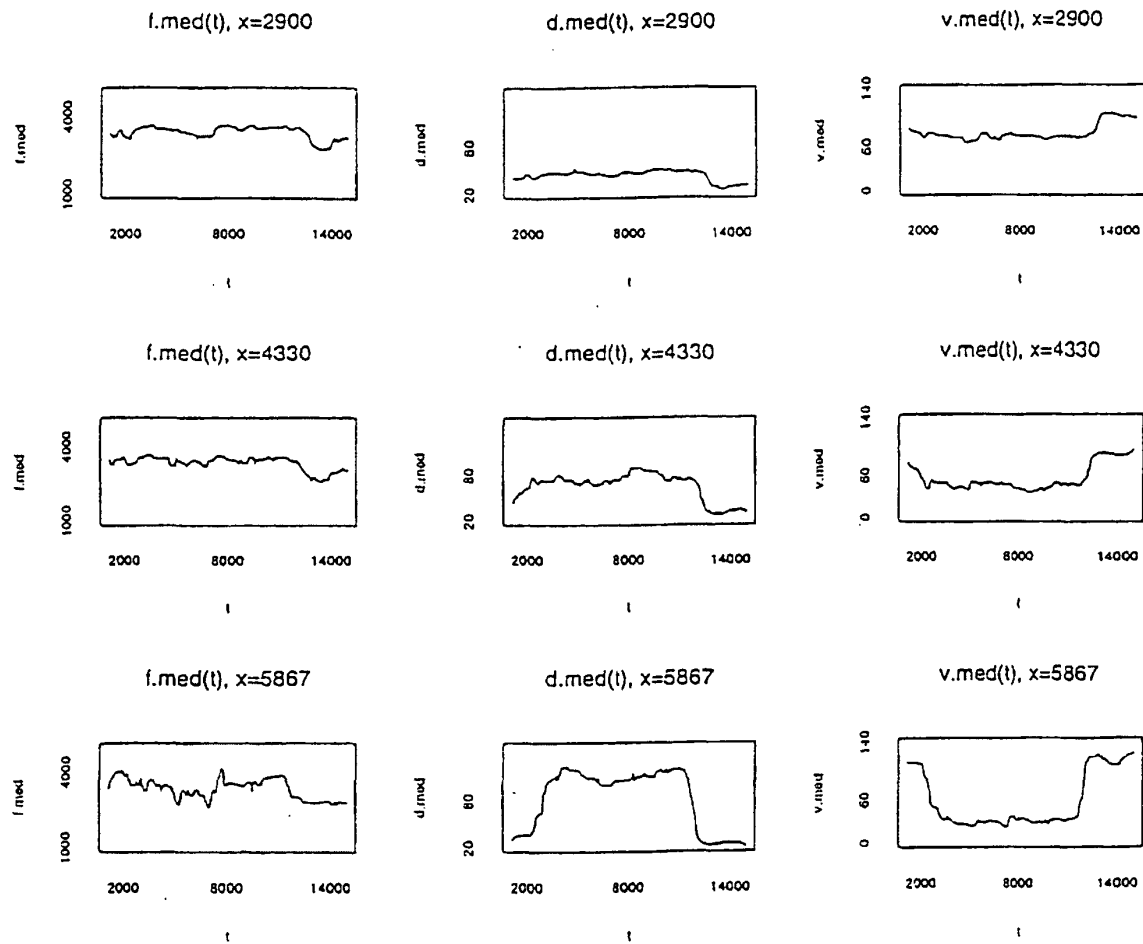 f.med(t), x=2900
d.med(t), x=2900
v.med(t), x=2900
f.med
4000
1000
2000 8000 14000
t
d.med
80
20
2000 8000 14000
t
v.med
140
60
0
2000 8000 14000
t
f.med(t), x=4330
d.med(t), x=4330
v.med(t), x=4330
f.med
4000
1000
2000 8000 14000
t
d.med
80
20
2000 8000 14000
t
v.med
140
60
0
2000 8000 14000
t
f.med(t), x=5867
d.med(t), x=5867
v.med(t), x=5867
f.med
4000
1000
2000 8000 14000
t
d.med
80
20
2000 8000 14000
t
v.med
140
60
0
2000 8000 14000
t